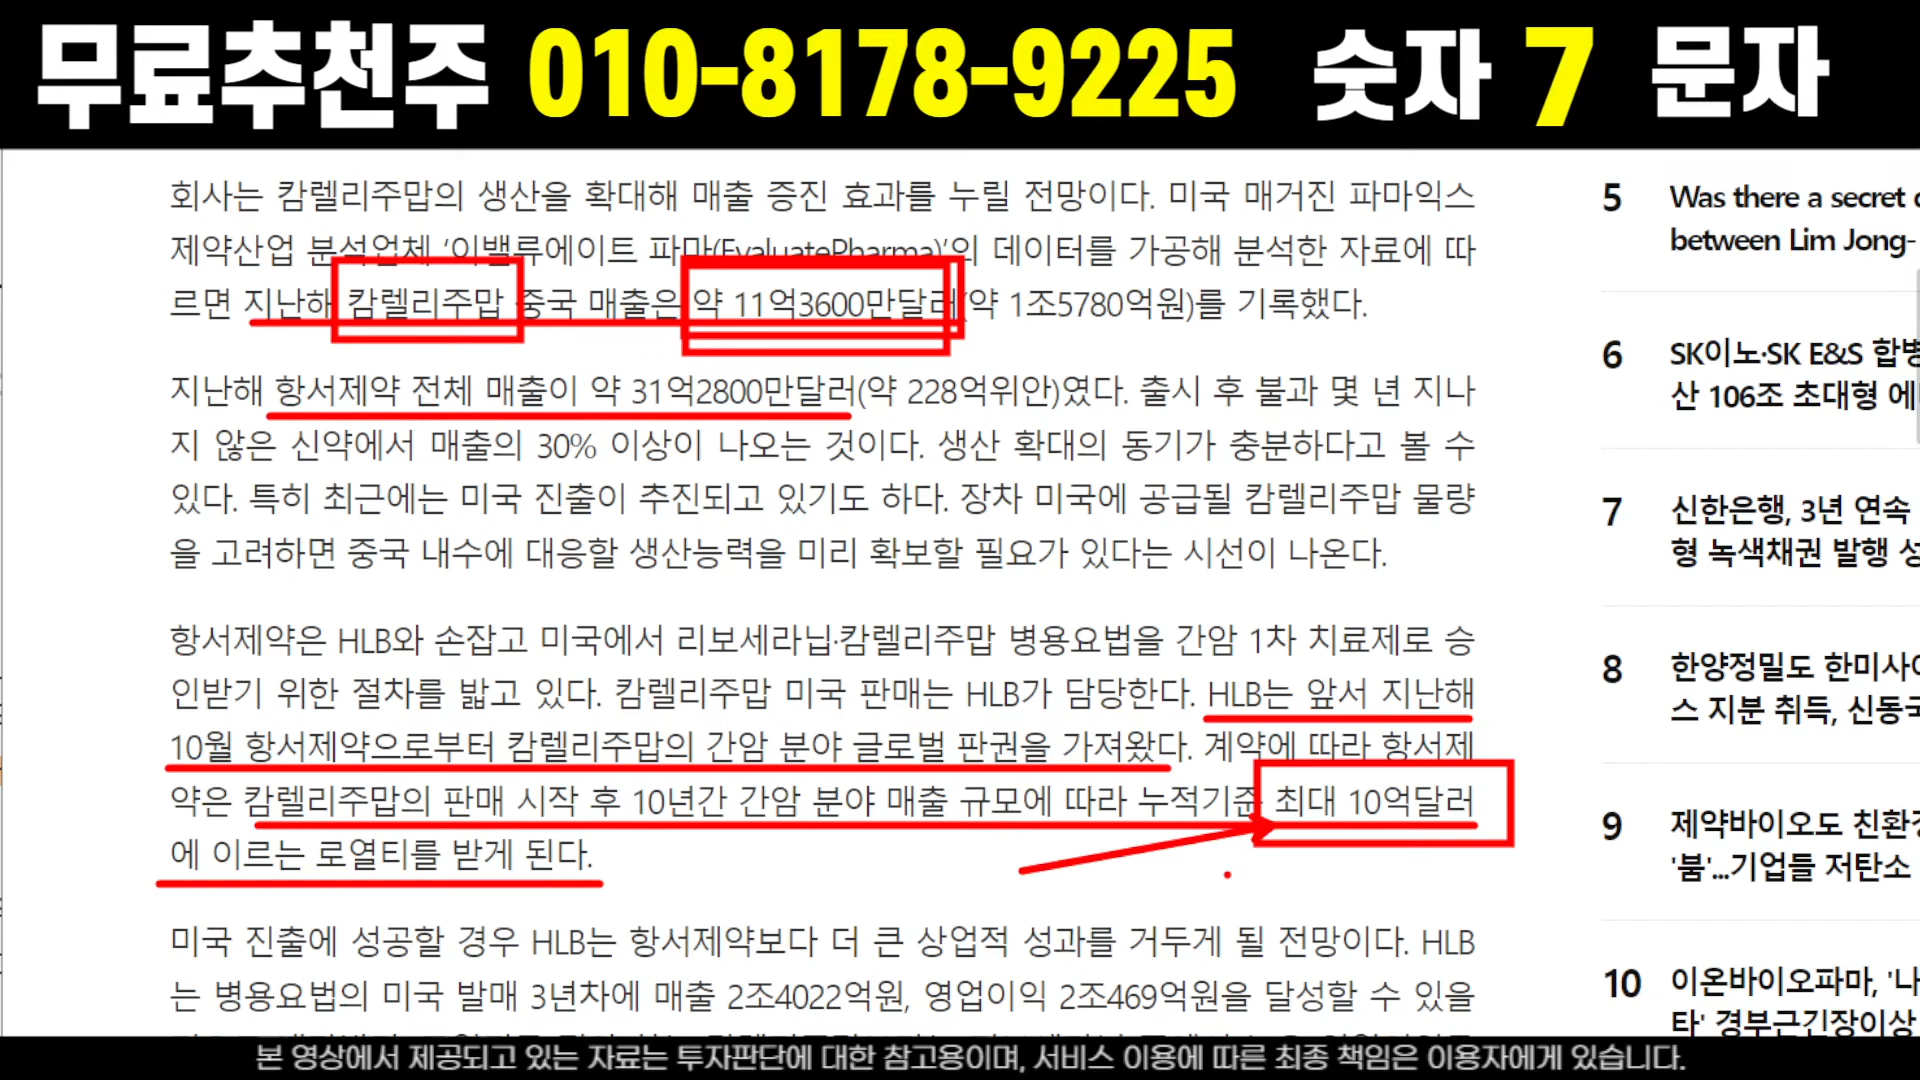 무료추천주 010-8178-9225 숫자 7 문자
회사는 캄렐리주맙의 생산을 확대해 매출 증진 효과를 누릴 전망이다. 미국 매거진 파마익스
제약산업 분석업체 ‘이밸류에이트 파마(EvaluatePharma)’의 데이터를 가공해 분석한 자료에 따
르면 지난해 캄렐리주맙 중국 매출은 약 11억3600만달러(약 1조5780억원)를 기록했다.
지난해 항서제약 전체 매출이 약 31억2800만달러(약 228억위안)였다. 출시 후 불과 몇 년 지나
지 않은 신약에서 매출의 30% 이상이 나오는 것이다. 생산 확대의 동기가 충분하다고 볼 수
있다. 특히 최근에는 미국 진출이 추진되고 있기도 하다. 장차 미국에 공급될 캄렐리주맙 물량
을 고려하면 중국 내수에 대응할 생산능력을 미리 확보할 필요가 있다는 시선이 나온다.
항서제약은 HLB와 손잡고 미국에서 리보세라닙·캄렐리주맙 병용요법을 간암 1차 치료제로 승
인받기 위한 절차를 밟고 있다. 캄렐리주맙 미국 판매는 HLB가 담당한다. HLB는 앞서 지난해
10월 항서제약으로부터 캄렐리주맙의 간암 분야 글로벌 판권을 가져왔다. 계약에 따라 항서제
약은 캄렐리주맙의 판매 시작 후 10년간 간암 분야 매출 규모에 따라 누적기준 최대 10억달러
에 이르는 로열티를 받게 된다.
미국 진출에 성공할 경우 HLB는 항서제약보다 더 큰 상업적 성과를 거두게 될 전망이다. HLB
는 병용요법의 미국 발매 3년차에 매출 2조4022억원, 영업이익 2조469억원을 달성할 수 있을
5 Was there a secret
between Lim Jong-
6 SK이노·SK E&S 합병
산 106조 초대형 에
7 신한은행, 3년 연속
형 녹색채권 발행 성
8 한양정밀도 한미사이
스 지분 취득, 신동국
9 제약바이오도 친환경
'붐'...기업들 저탄소
10 이온바이오파마, '나
타' 경부근긴장이상
본 영상에서 제공되고 있는 자료는 투자판단에 대한 참고용이며, 서비스 이용에 따른 최종 책임은 이용자에게 있습니다.